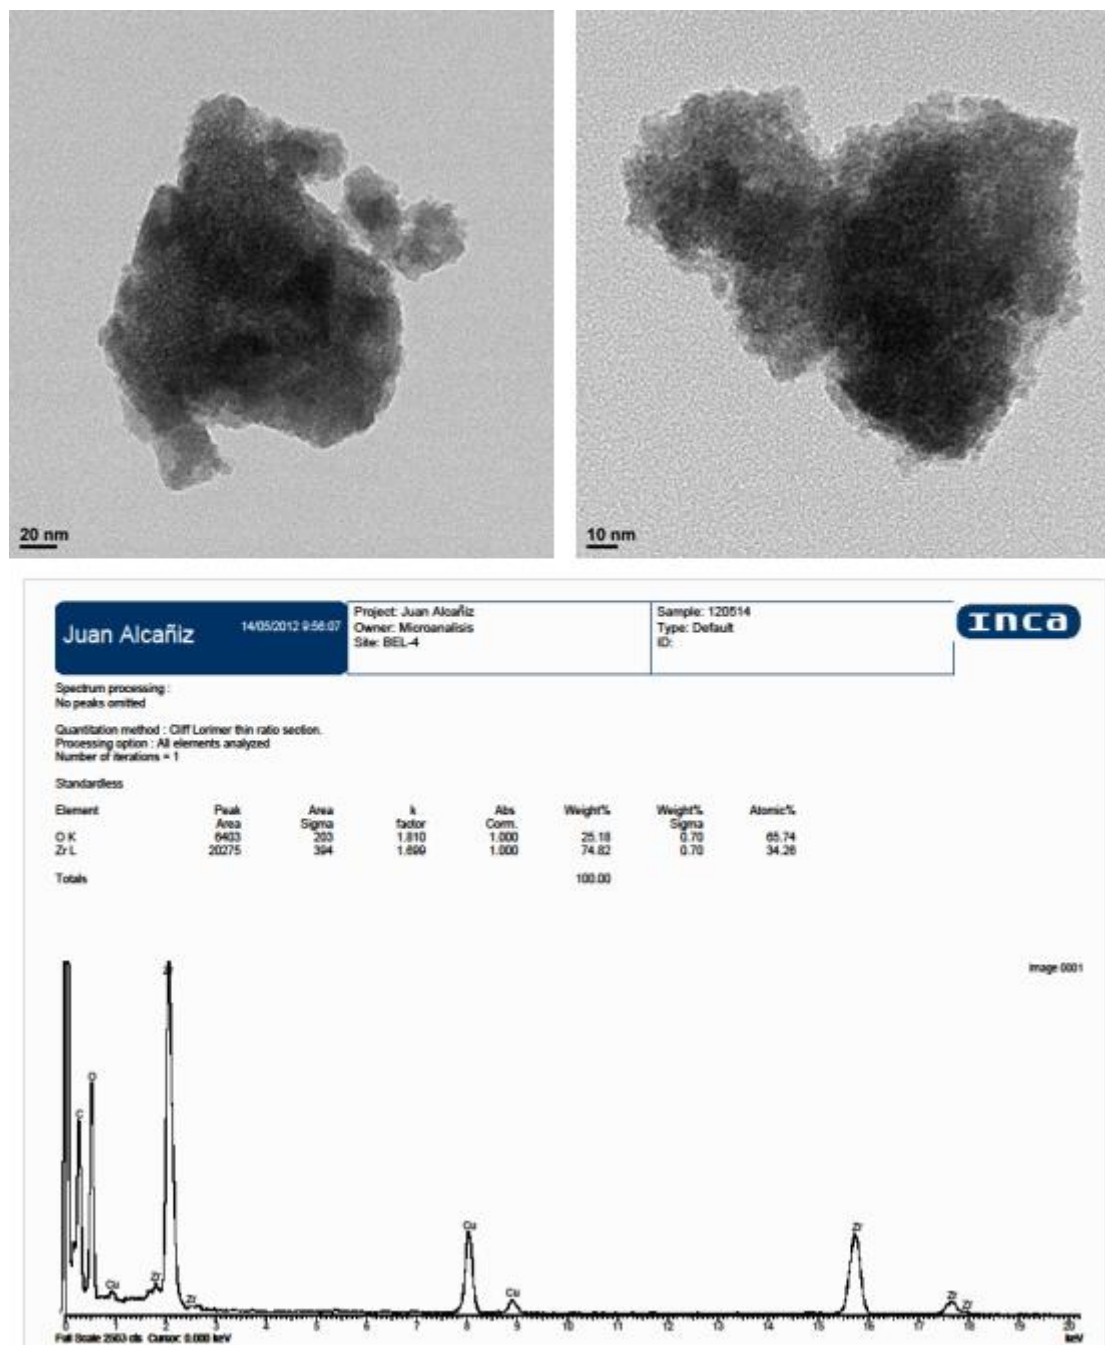 20 nm
10 nm
Juan Alcañiz
14/05/2012 9:56:07
Project: Juan Alcañiz
Owner: Microanalisis
Site: BEL-4
Sample: 120514
Type: Default
ID:
INCA
Spectrum processing :
No peaks omitted
Quantitation method : Cliff Lorimer thin ratio section.
Processing option : All elements analyzed
Number of iterations = 1
Standardless
Element Peak Area k Abs Weight% Weight% Atomic%
Area Sigma factor Corr. Sigma
O K 6403 203 1.810 1.000 25.18 0.70 65.74
Zr L 20275 394 1.699 1.000 74.82 0.70 34.26
Totals 100.00
Image 0001
Zr
O
C
Cu
Zr
Zr
Cu
Cu
Zr
Zr
Zr
0 1 2 3 4 5 6 7 8 9 10 11 12 13 14 15 16 17 18 19 20
Full Scale 2503 cts Cursor: 0.000 keV
keV